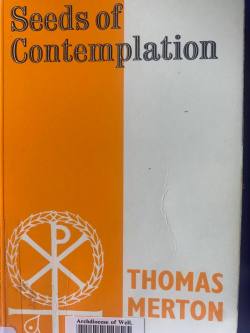 Seeds of
Contemplation
THOMAS
MERTON
Archdiocese of Well.